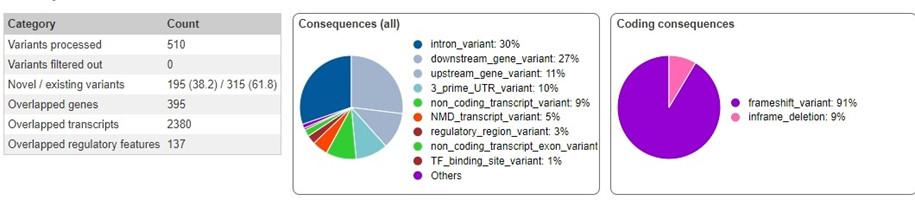 Category Count
Variants processed 510
Variants filtered out 0
Novel / existing variants 195 (38.2) / 315 (61.8)
Overlapped genes 395
Overlapped transcripts 2380
Overlapped regulatory features 137
Consequences (all)
intron_variant: 30%
downstream_gene_variant: 27%
upstream_gene_variant: 11%
3_prime_UTR_variant: 10%
non_coding_transcript_variant: 9%
NMD_transcript_variant: 5%
regulatory_region_variant: 3%
non_coding_transcript_exon_variant
TF_binding_site_variant: 1%
Others
Coding consequences
frameshift_variant: 91%
inframe_deletion: 9%